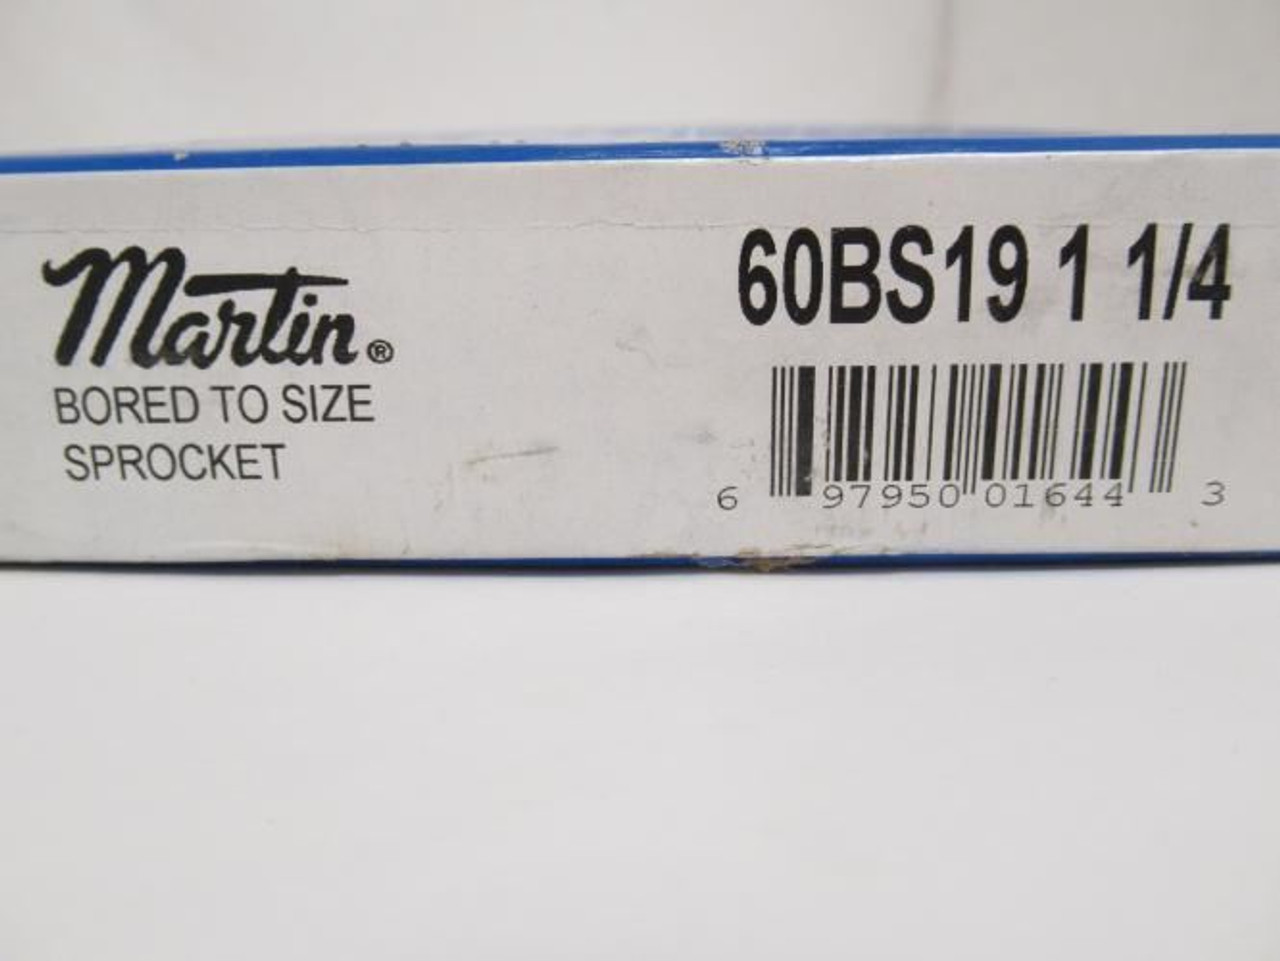 Martin®
BORED TO SIZE
SPROCKET
60BS19 1 1/4
6 97950 01644 3